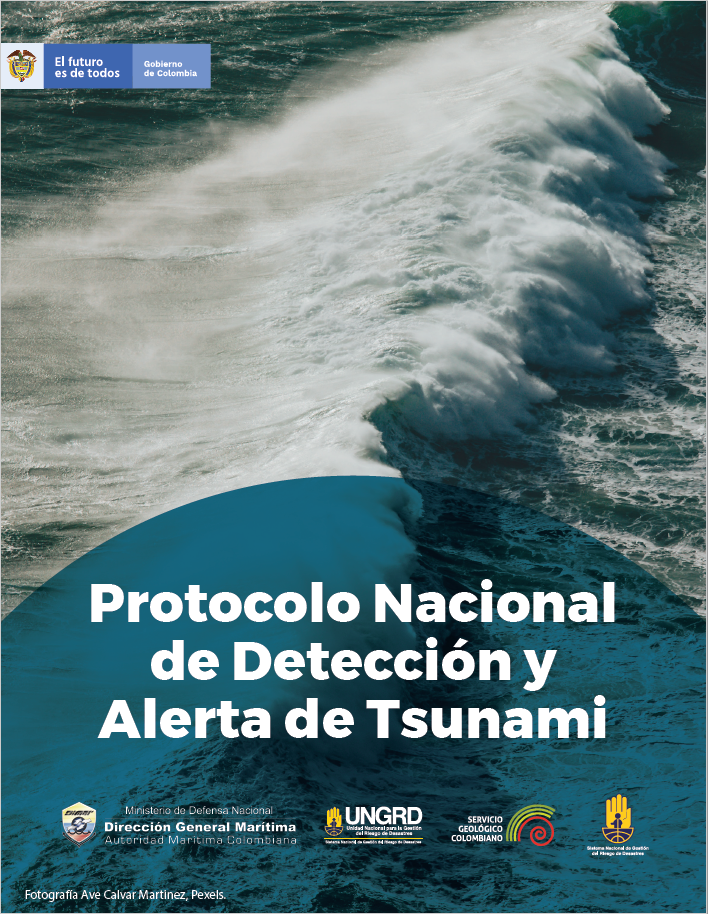 El futuro
es de todos
Gobierno
de Colombia
Protocolo Nacional
de Detección y
Alerta de Tsunami
Ministerio de Defensa Nacional
Dirección General Marítima
Autoridad Marítima Colombiana
UNGRD
Unidad Nacional para la Gestión
del Riesgo de Desastres
Sistema Nacional de Gestión del Riesgo de Desastres
SERVICIO
GEOLÓGICO
COLOMBIANO
Sistema Nacional de Gestión
del Riesgo de Desastres
Fotografía Ave Calvar Martinez, Pexels.